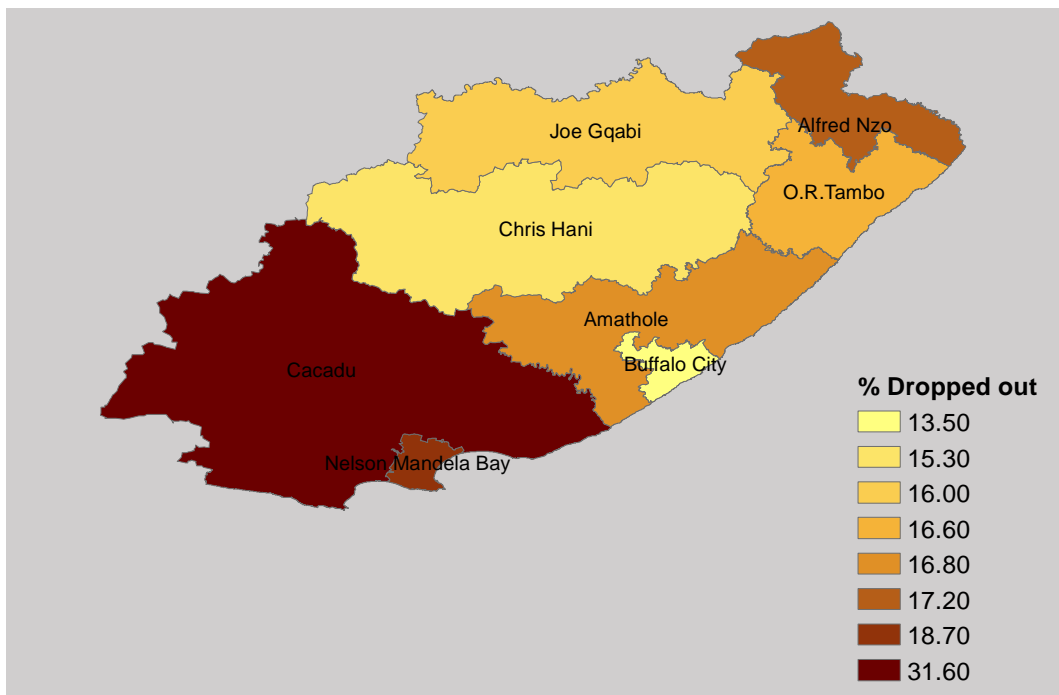 Alfred Nzo
Joe Gqabi
O.R.Tambo
Chris Hani
Amathole
Buffalo City
Cacadu
Nelson Mandela Bay
% Dropped out
13.50
15.30
16.00
16.60
16.80
17.20
18.70
31.60